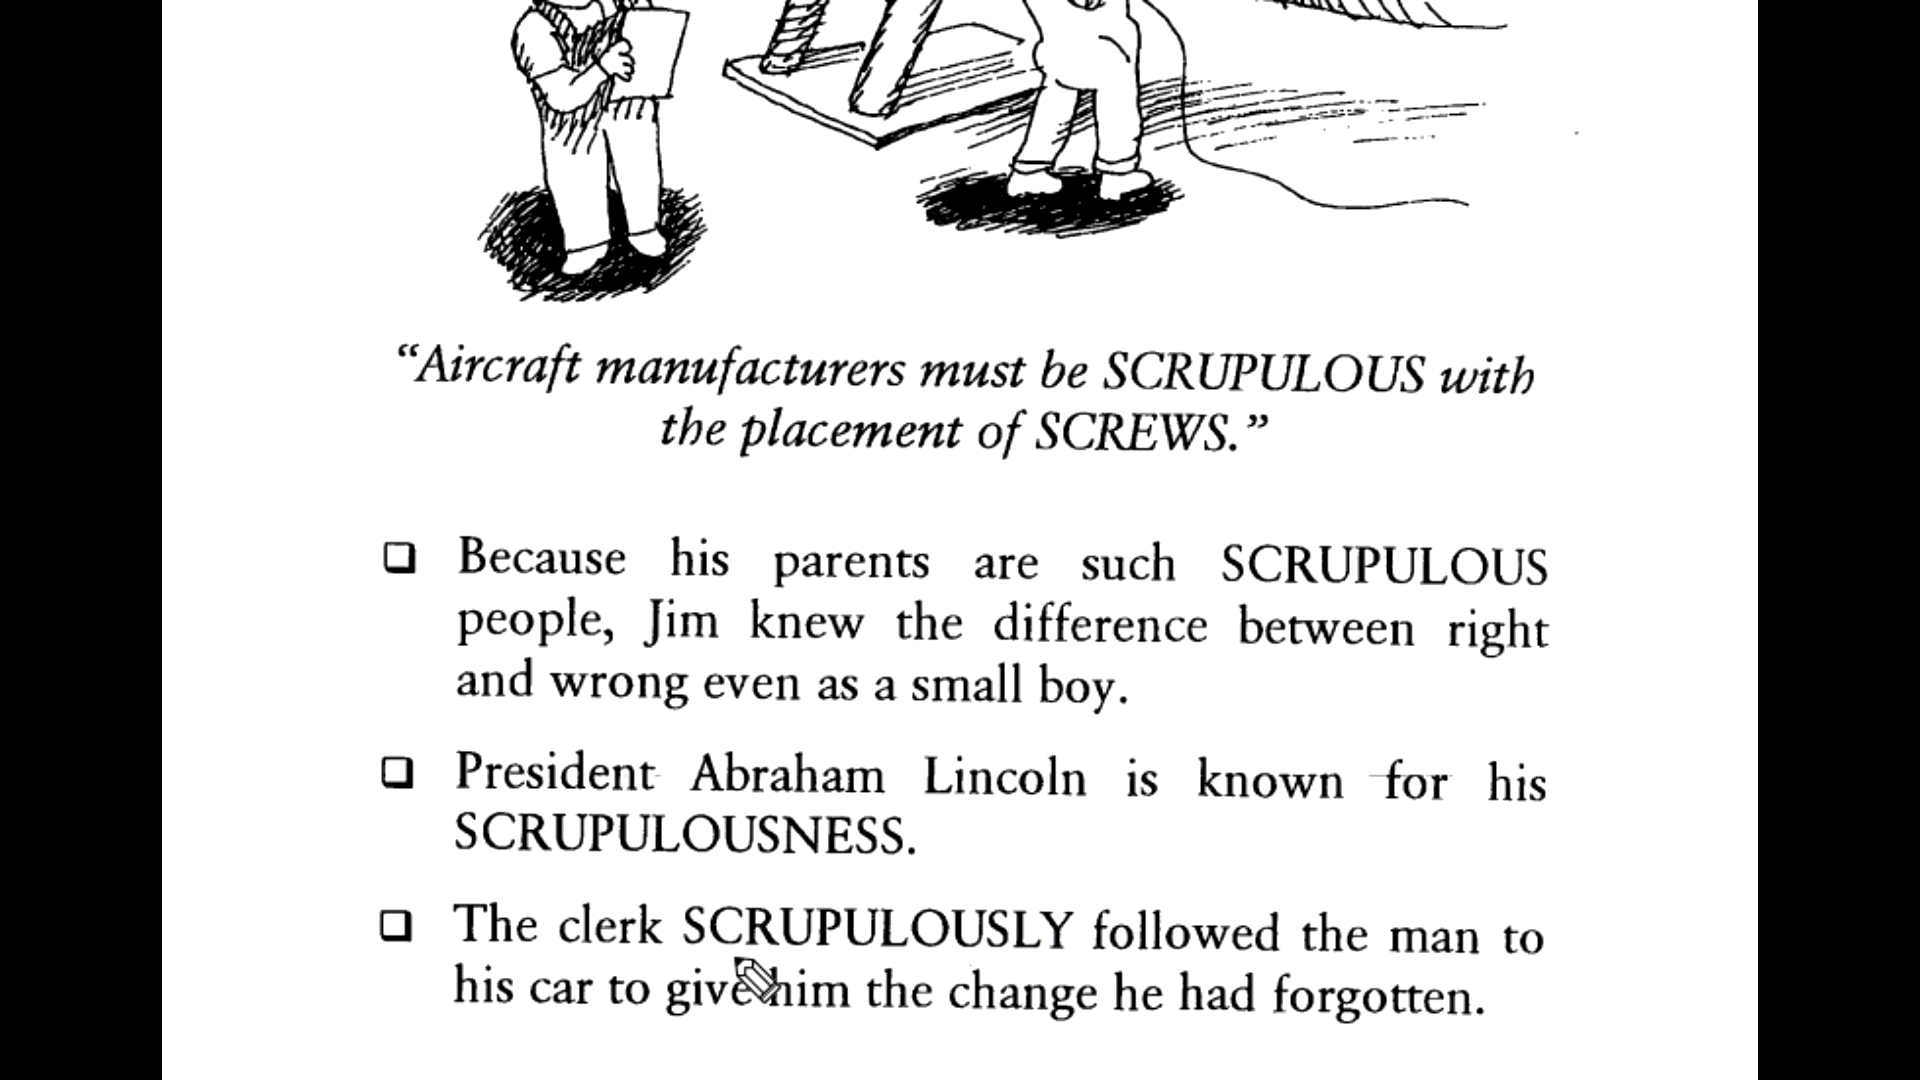 “Aircraft manufacturers must be SCRUPULOUS with
the placement of SCREWS.”
❑ Because his parents are such SCRUPULOUS
people, Jim knew the difference between right
and wrong even as a small boy.
❑ President Abraham Lincoln is known for his
SCRUPULOUSNESS.
❑ The clerk SCRUPULOUSLY followed the man to
his car to give him the change he had forgotten.